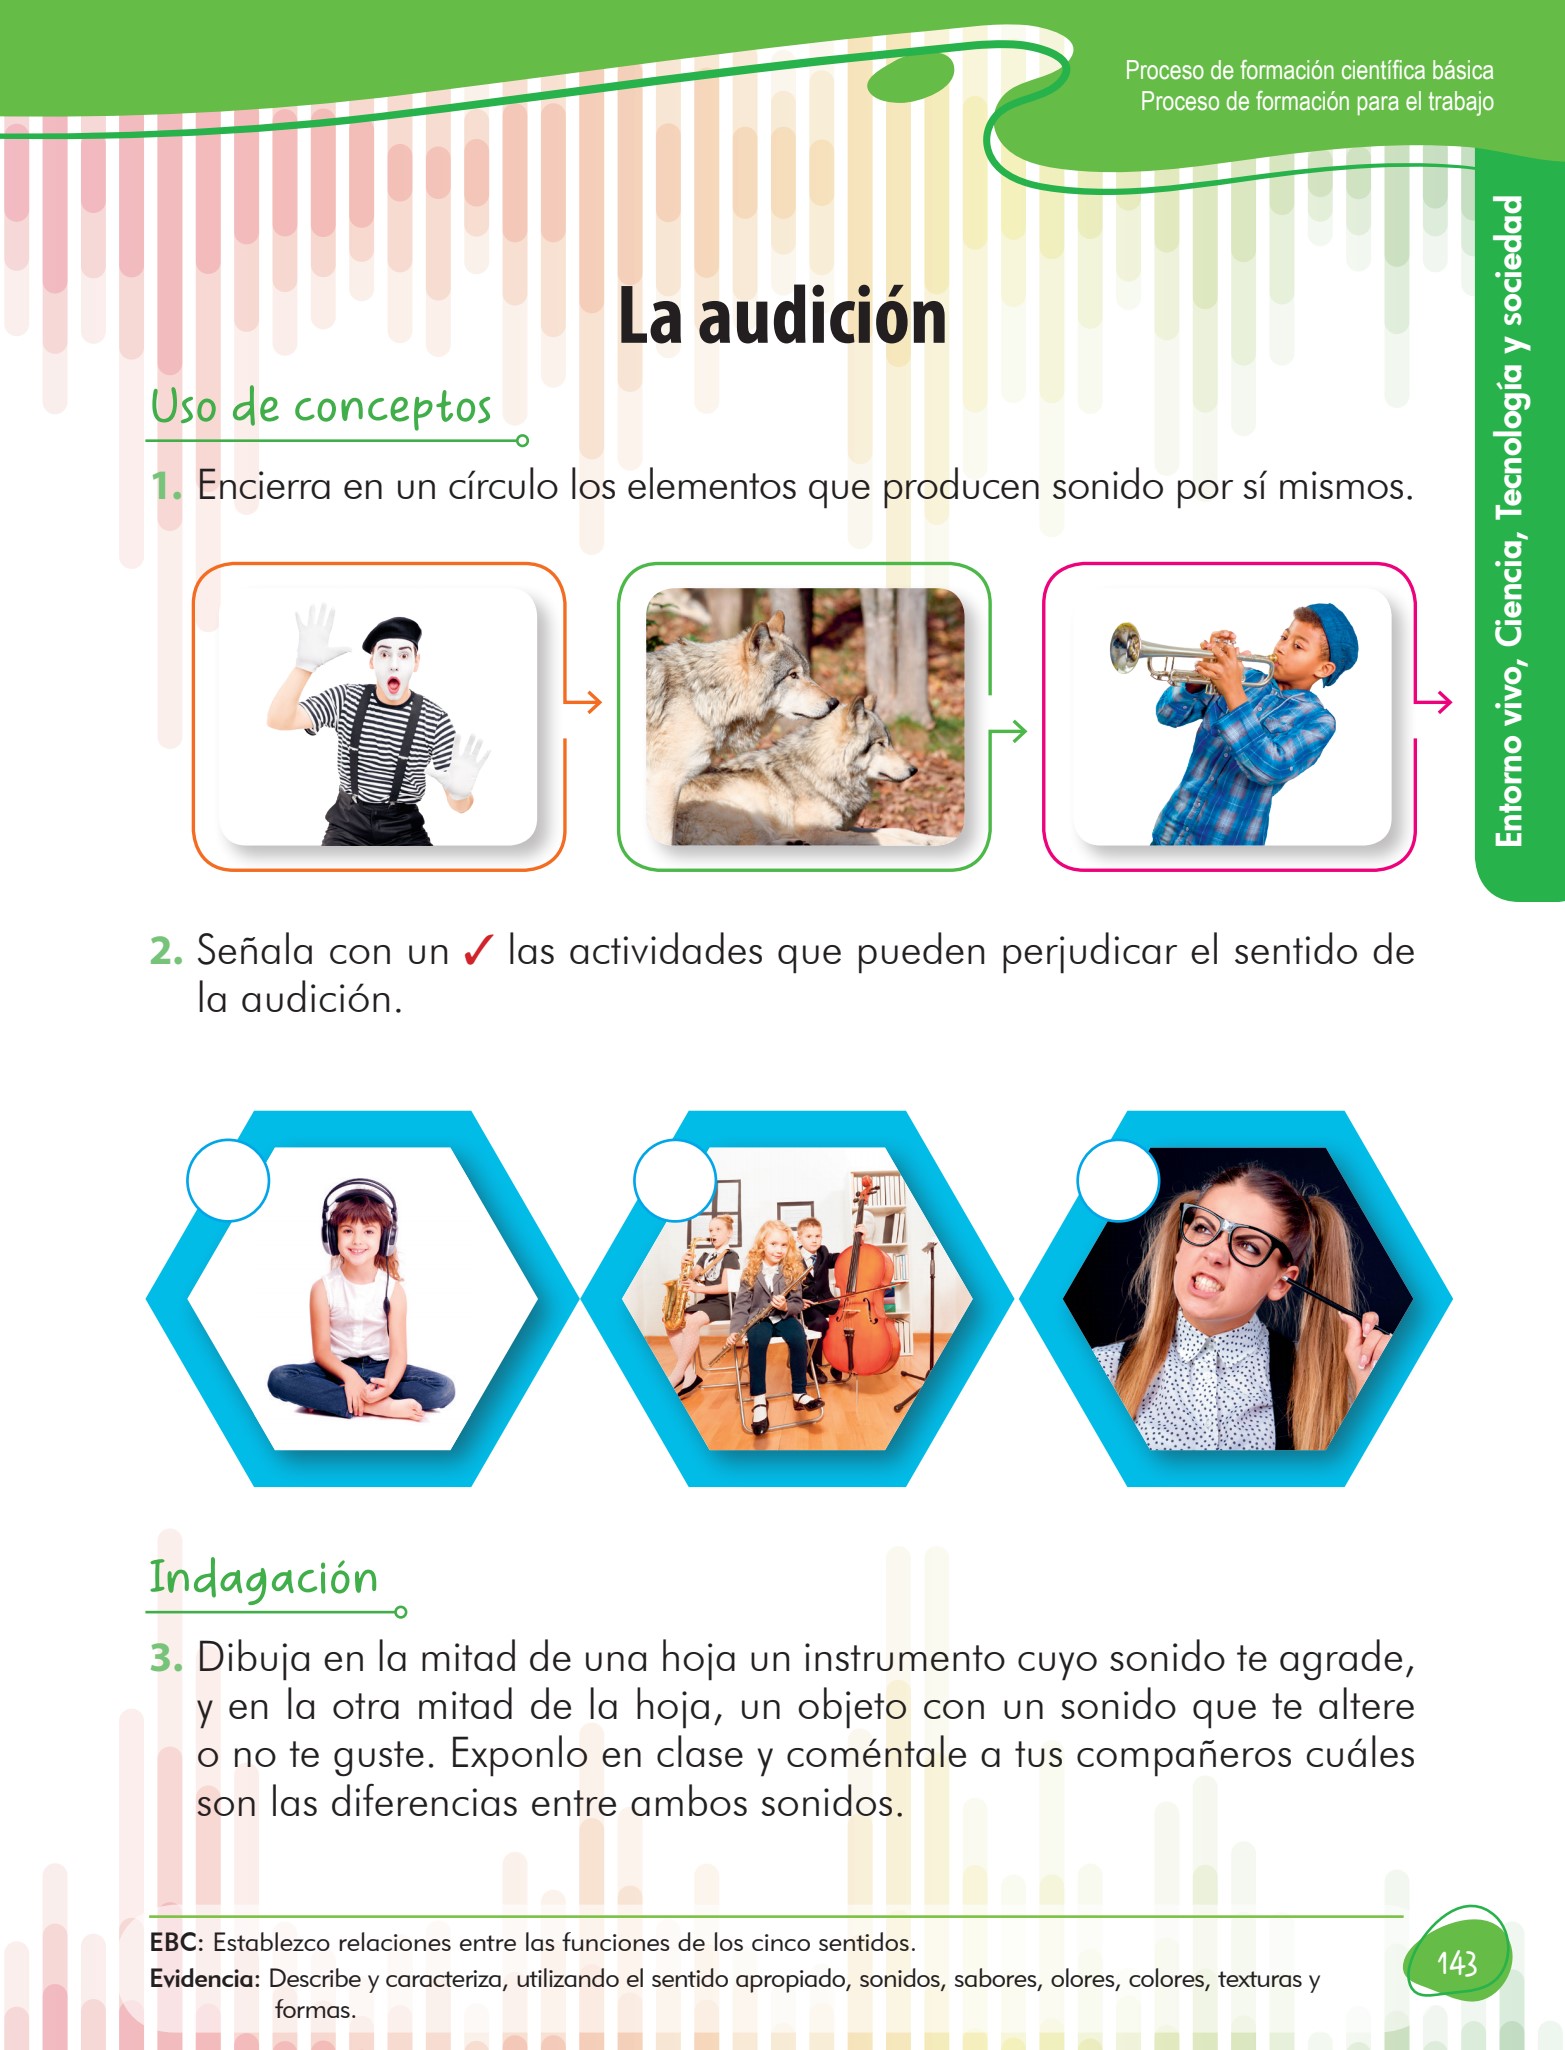 Proceso de formación científica básica
Proceso de formación para el trabajo
Entorno vivo, Ciencia, Tecnología y sociedad
La audición
Uso de conceptos
1. Encierra en un círculo los elementos que producen sonido por sí mismos.
2. Señala con un ✓ las actividades que pueden perjudicar el sentido de
la audición.
Indagación
3. Dibuja en la mitad de una hoja un instrumento cuyo sonido te agrade,
y en la otra mitad de la hoja, un objeto con un sonido que te altere
o no te guste. Exponlo en clase y coméntale a tus compañeros cuáles
son las diferencias entre ambos sonidos.
EBC: Establezco relaciones entre las funciones de los cinco sentidos.
Evidencia: Describe y caracteriza, utilizando el sentido apropiado, sonidos, sabores, olores, colores, texturas y
formas.
143